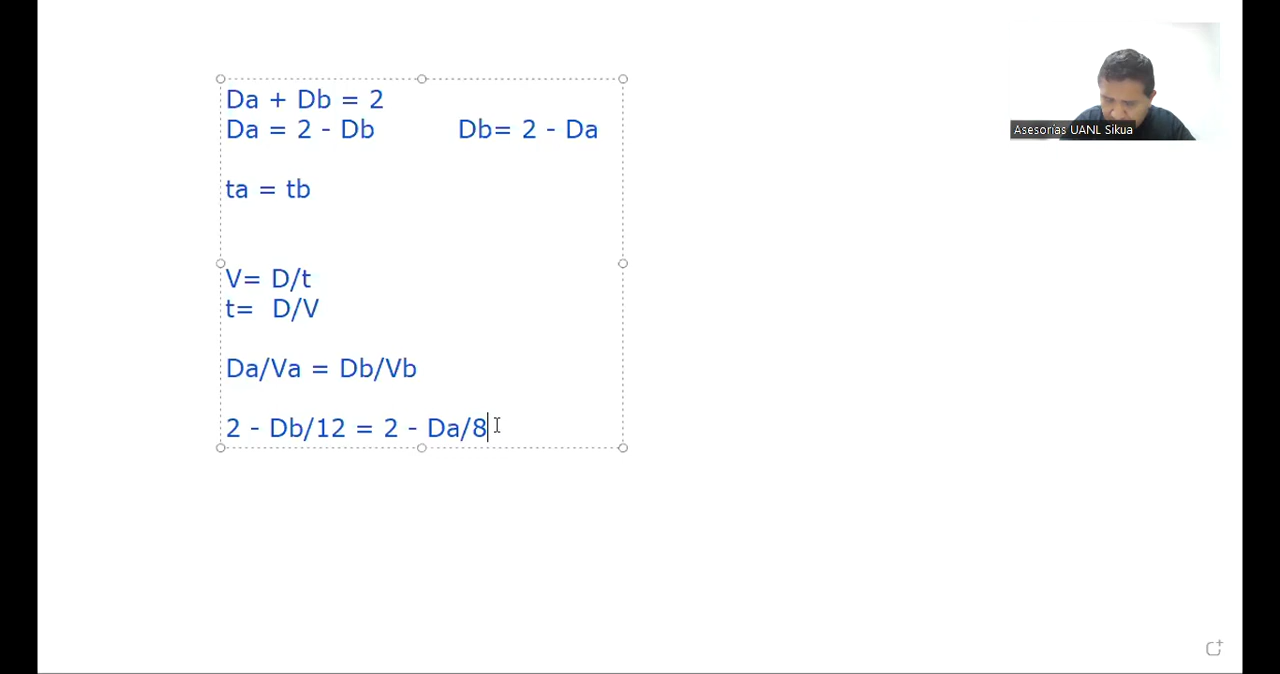 Da + Db = 2
Da = 2 - Db Db= 2 - Da
ta = tb
V= D/t
t= D/V
Da/Va = Db/Vb
2 - Db/12 = 2 - Da/8
Asesorías UANL Sikua